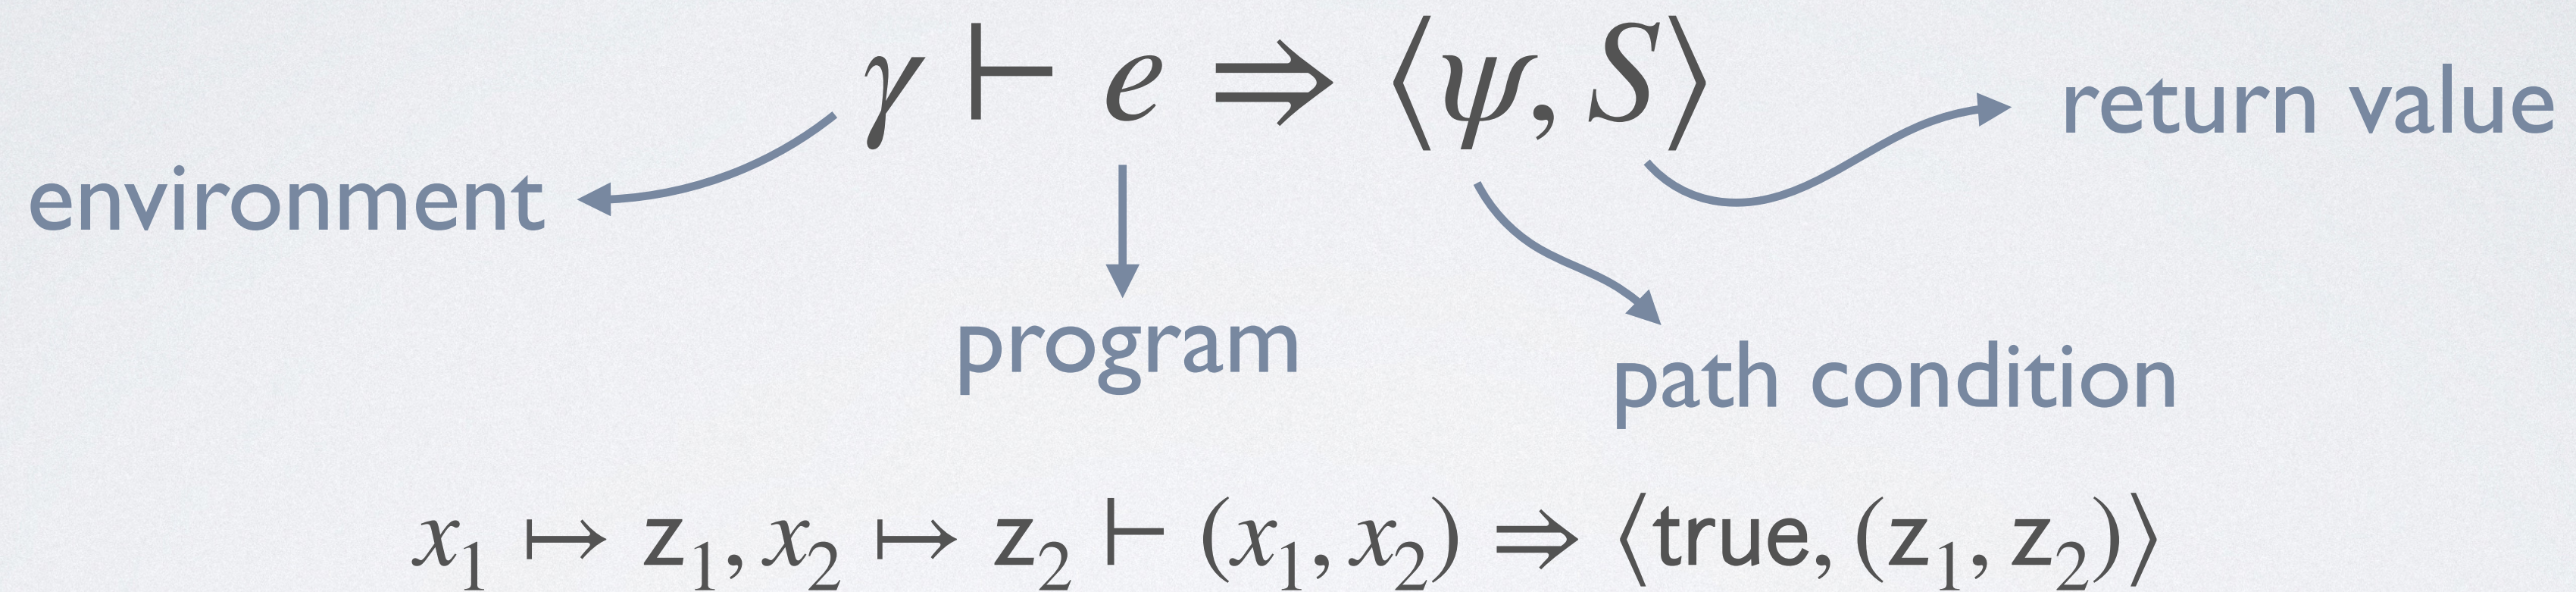 γ ⊢ e ⇒ ⟨ψ, S⟩
return value
environment
program
path condition
x₁ ↦ z₁, x₂ ↦ z₂ ⊢ (x₁, x₂) ⇒ ⟨true, (z₁, z₂)⟩